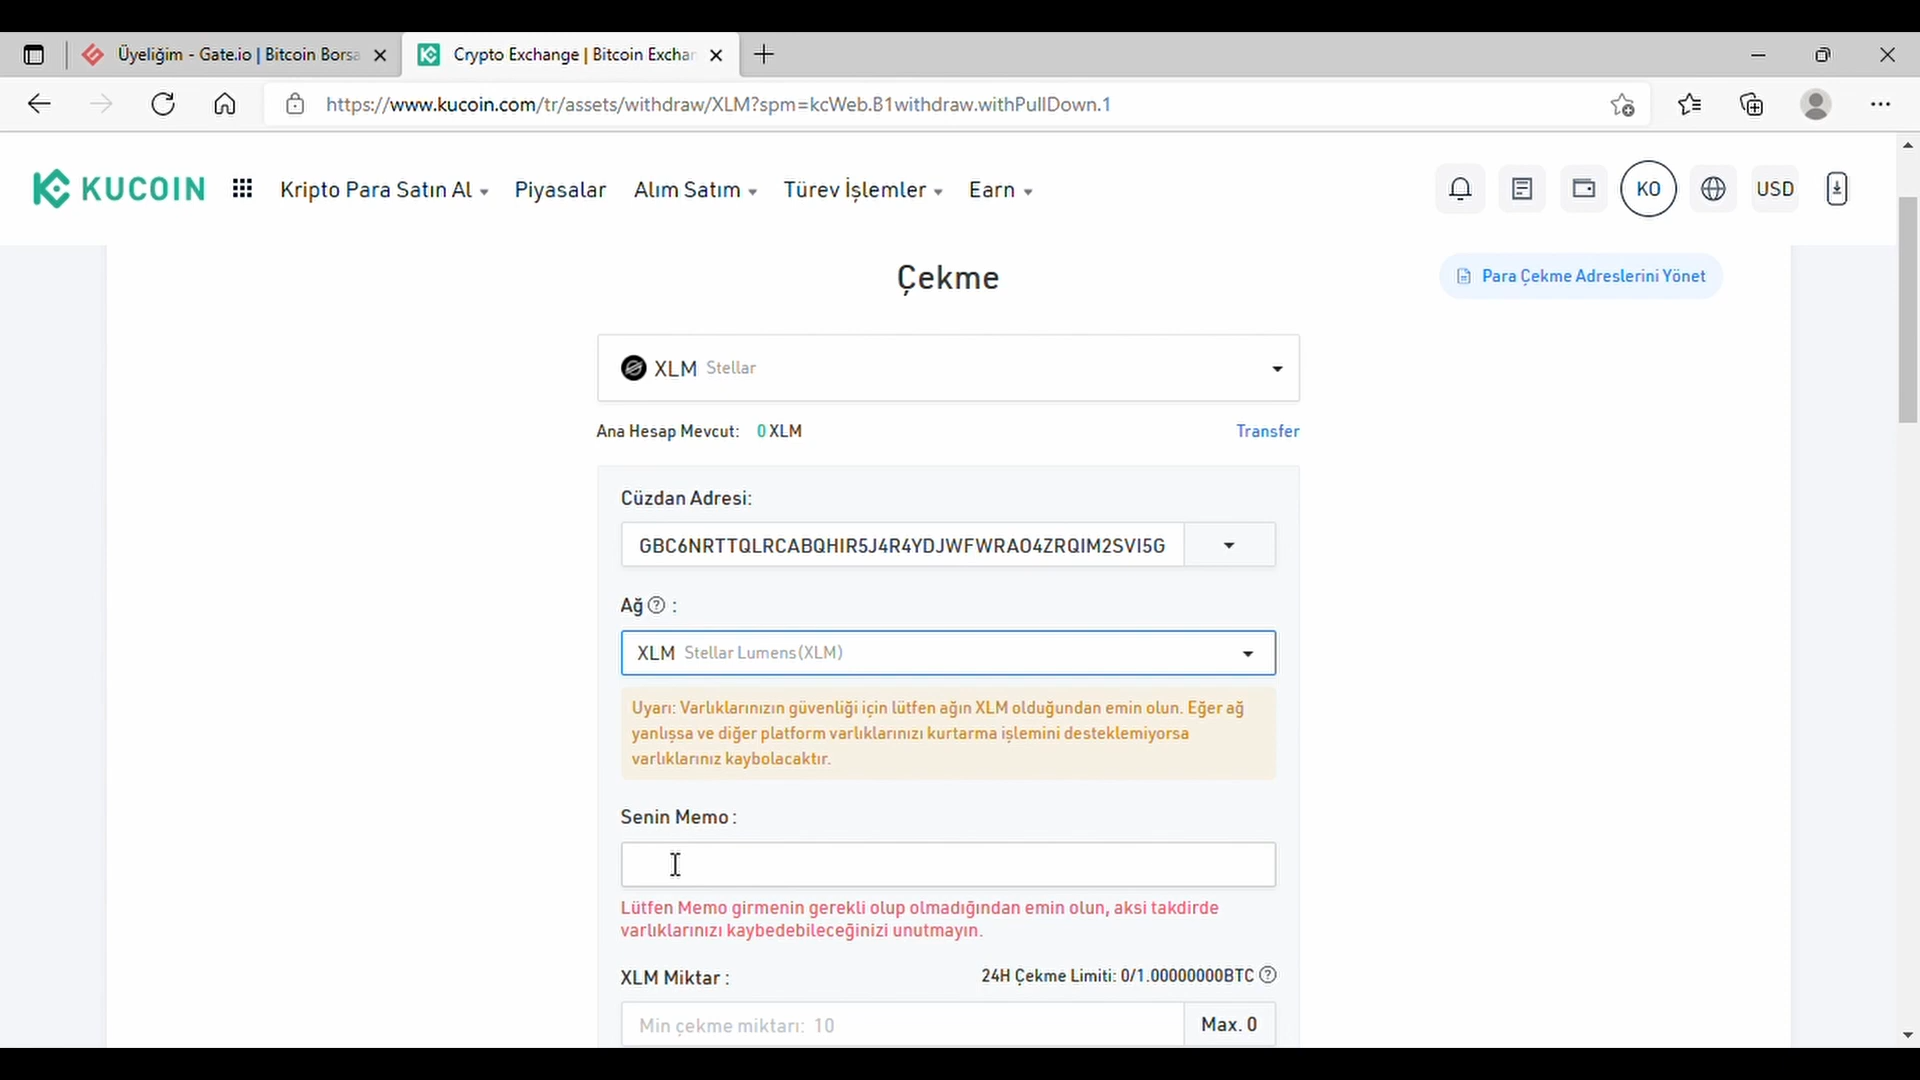 Üyeliğim - Gate.io | Bitcoin Borsa
Crypto Exchange | Bitcoin Exchan
https://www.kucoin.com/tr/assets/withdraw/XLM?spm=kcWeb.B1withdraw.withPullDown.1
KUCOIN
Kripto Para Satın Al
Piyasalar
Alım Satım
Türev İşlemler
Earn
KO
USD
Çekme
Para Çekme Adreslerini Yönet
XLM Stellar
Ana Hesap Mevcut: 0 XLM
Transfer
Cüzdan Adresi:
GBC6NRTTQLRCABQHIR5J4R4YDJWFWRAO4ZRQIM2SVI5G
Ağ :
XLM Stellar Lumens(XLM)
Uyarı: Varlıklarınızın güvenliği için lütfen ağın XLM olduğundan emin olun. Eğer ağ
yanlışsa ve diğer platform varlıklarınızı kurtarma işlemini desteklemiyorsa
varlıklarınız kaybolacaktır.
Senin Memo :
Lütfen Memo girmenin gerekli olup olmadığından emin olun, aksi takdirde
varlıklarınızı kaybedebileceğinizi unutmayın.
XLM Miktar :
24H Çekme Limiti: 0/1.00000000BTC
Min çekme miktarı: 10
Max. 0